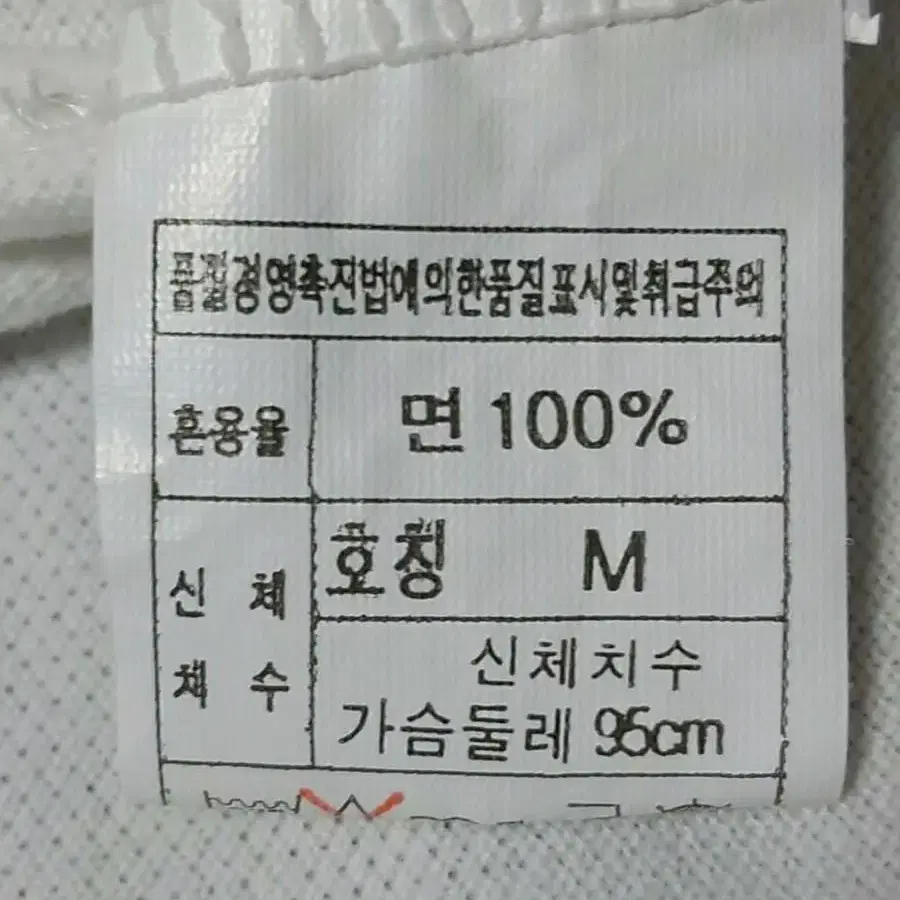 품질경영촉진법에의한품질표시및취급주의
혼용율 면 100%
호칭 M
신 체
채 수
신체치수
가슴둘레 95cm